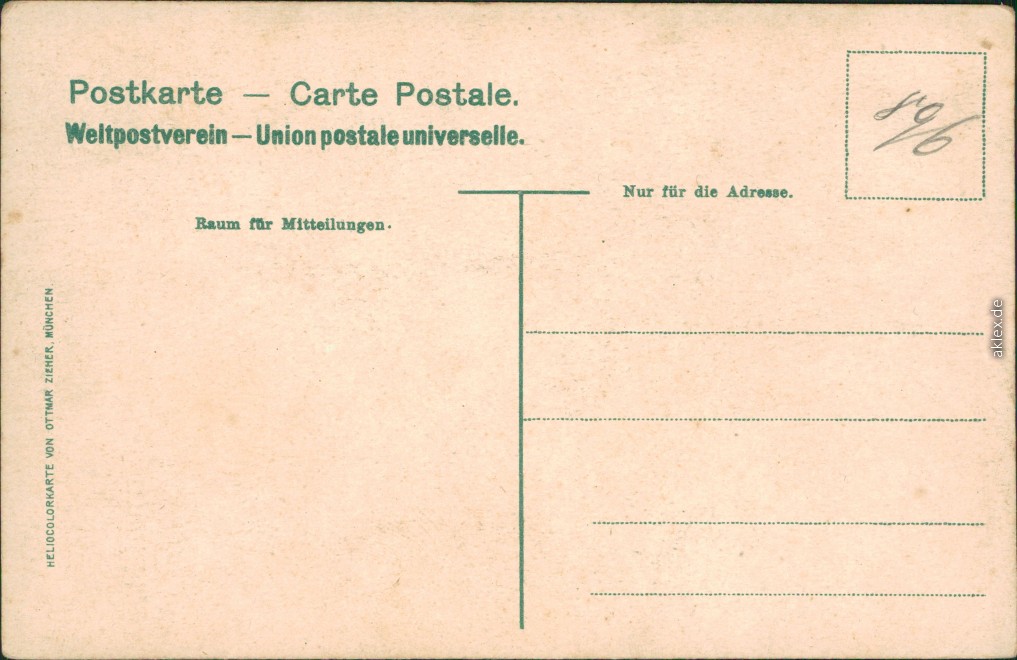 Postkarte — Carte Postale.
Weltpostverein — Union postale universelle.
Nur für die Adresse.
Raum für Mitteilungen.
HELIOCOLORKARTE VON OTTMAR ZIEHER, MÜNCHEN
aklex.de